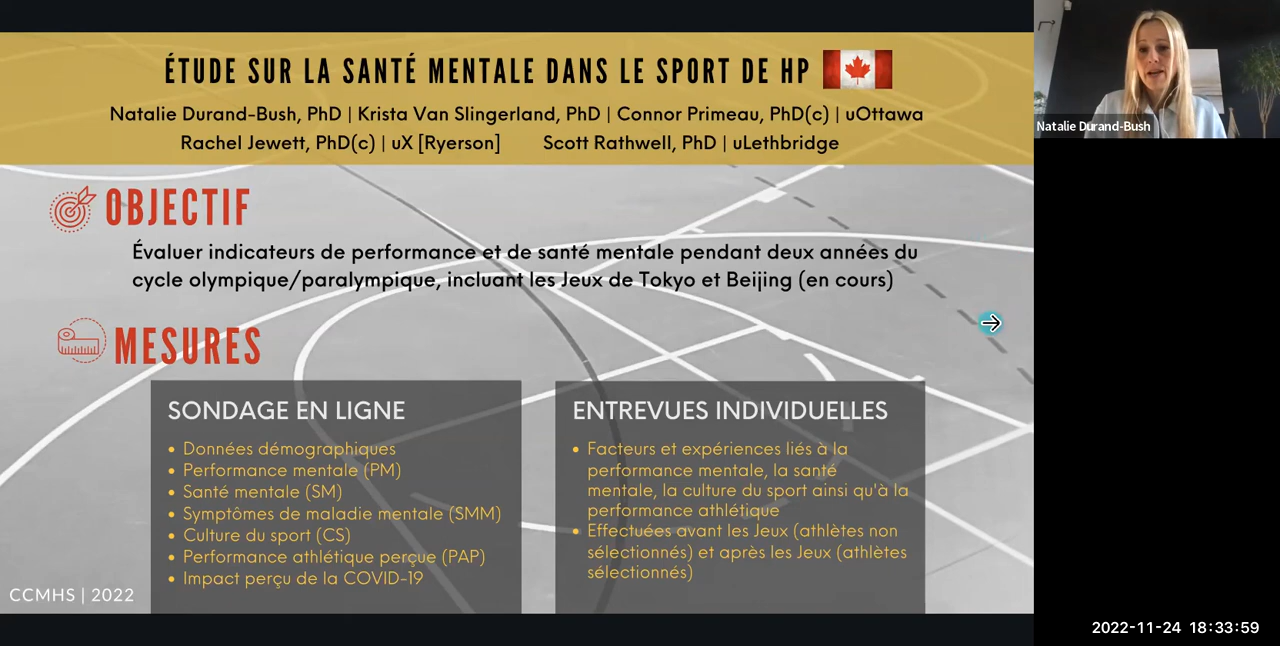 ÉTUDE SUR LA SANTÉ MENTALE DANS LE SPORT DE HP
Natalie Durand-Bush, PhD | Krista Van Slingerland, PhD | Connor Primeau, PhD(c) | uOttawa
Rachel Jewett, PhD(c) | uX [Ryerson] Scott Rathwell, PhD | uLethbridge
Natalie Durand-Bush
OBJECTIF
Évaluer indicateurs de performance et de santé mentale pendant deux années du
cycle olympique/paralympique, incluant les Jeux de Tokyo et Beijing (en cours)
MESURES
SONDAGE EN LIGNE
• Données démographiques
• Performance mentale (PM)
• Santé mentale (SM)
• Symptômes de maladie mentale (SMM)
• Culture du sport (CS)
• Performance athlétique perçue (PAP)
• Impact perçu de la COVID-19
ENTREVUES INDIVIDUELLES
• Facteurs et expériences liés à la
performance mentale, la santé
mentale, la culture du sport ainsi qu'à la
performance athlétique
• Effectuées avant les Jeux (athlètes non
sélectionnés) et après les Jeux (athlètes
sélectionnés)
CCMHS | 2022
2022-11-24 18:33:59